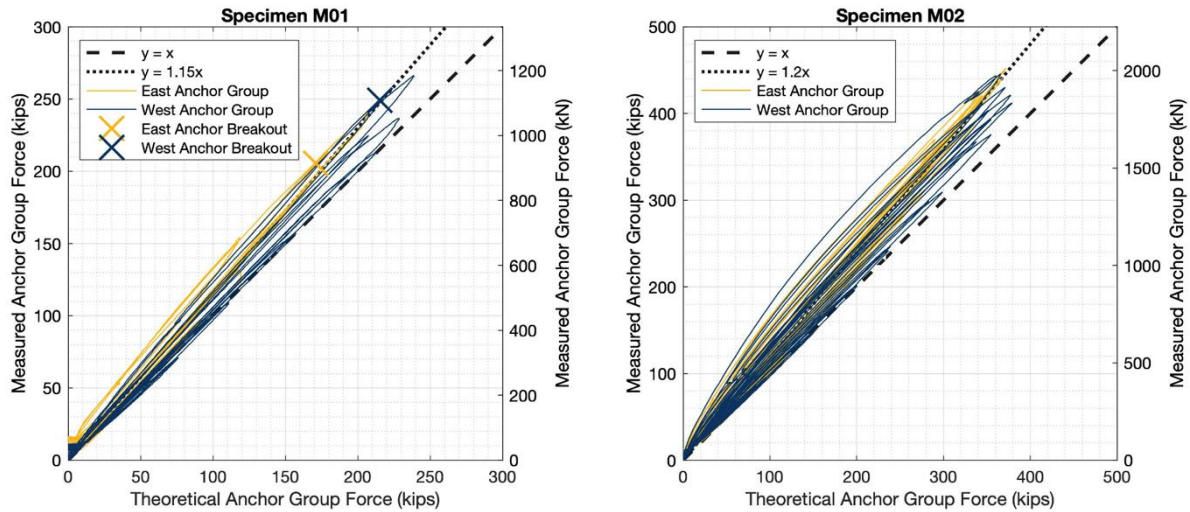 Specimen M01
300
250
200
150
100
50
0
Measured Anchor Group Force (kips)
y = x
y = 1.15x
East Anchor Group
West Anchor Group
East Anchor Breakout
West Anchor Breakout
1200
1000
800
600
400
200
0
Measured Anchor Group Force (kN)
0 50 100 150 200 250 300
Theoretical Anchor Group Force (kips)
Specimen M02
500
400
300
200
100
0
Measured Anchor Group Force (kips)
y = x
y = 1.2x
East Anchor Group
West Anchor Group
2000
1500
1000
500
0
Measured Anchor Group Force (kN)
0 100 200 300 400 500
Theoretical Anchor Group Force (kips)